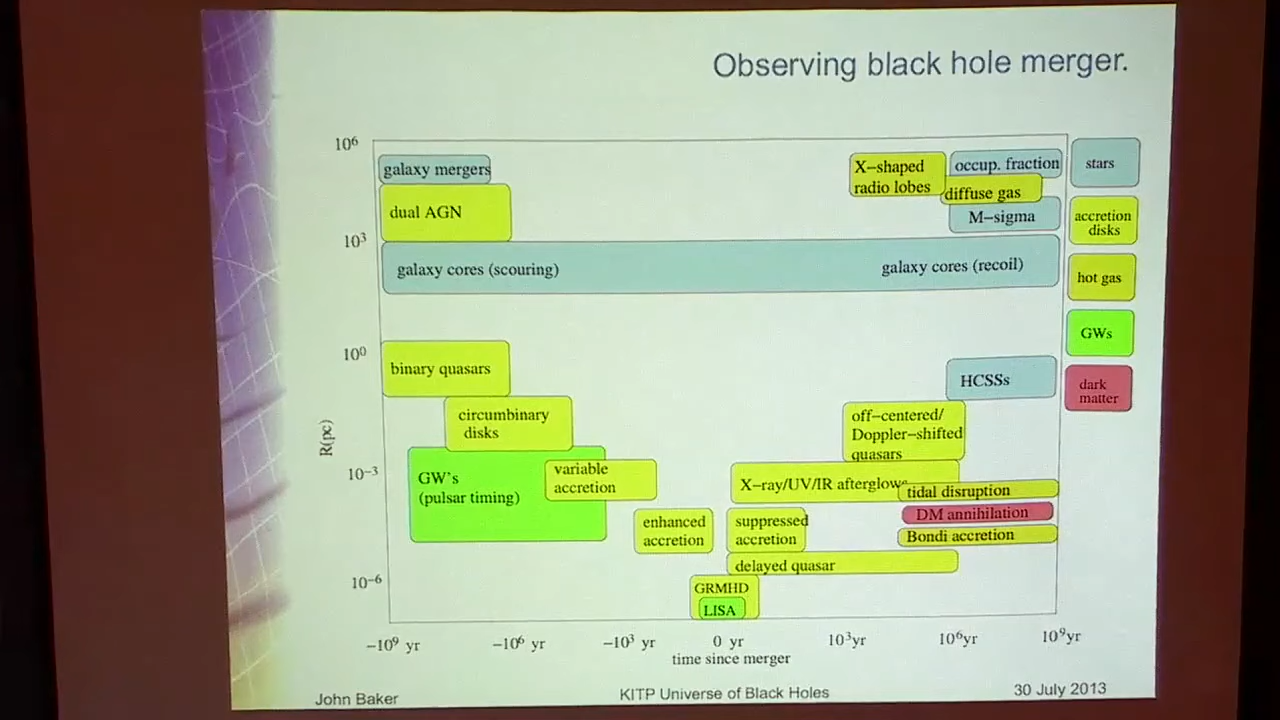 Observing black hole merger.
10⁶
galaxy mergers
X–shaped
radio lobes
occup. fraction
diffuse gas
stars
dual AGN
M–sigma
accretion
disks
10³
galaxy cores (scouring)
galaxy cores (recoil)
hot gas
GWs
10⁰
binary quasars
HCSSs
dark
matter
circumbinary
disks
off–centered/
Doppler–shifted
quasars
R(pc)
10⁻³
GW's
(pulsar timing)
variable
accretion
X–ray/UV/IR afterglows
tidal disruption
DM annihilation
Bondi accretion
enhanced
accretion
suppressed
accretion
delayed quasar
10⁻⁶
GRMHD
LISA
–10⁹ yr
–10⁶ yr
–10³ yr
0 yr
10³yr
10⁶yr
10⁹yr
time since merger
John Baker
KITP Universe of Black Holes
30 July 2013